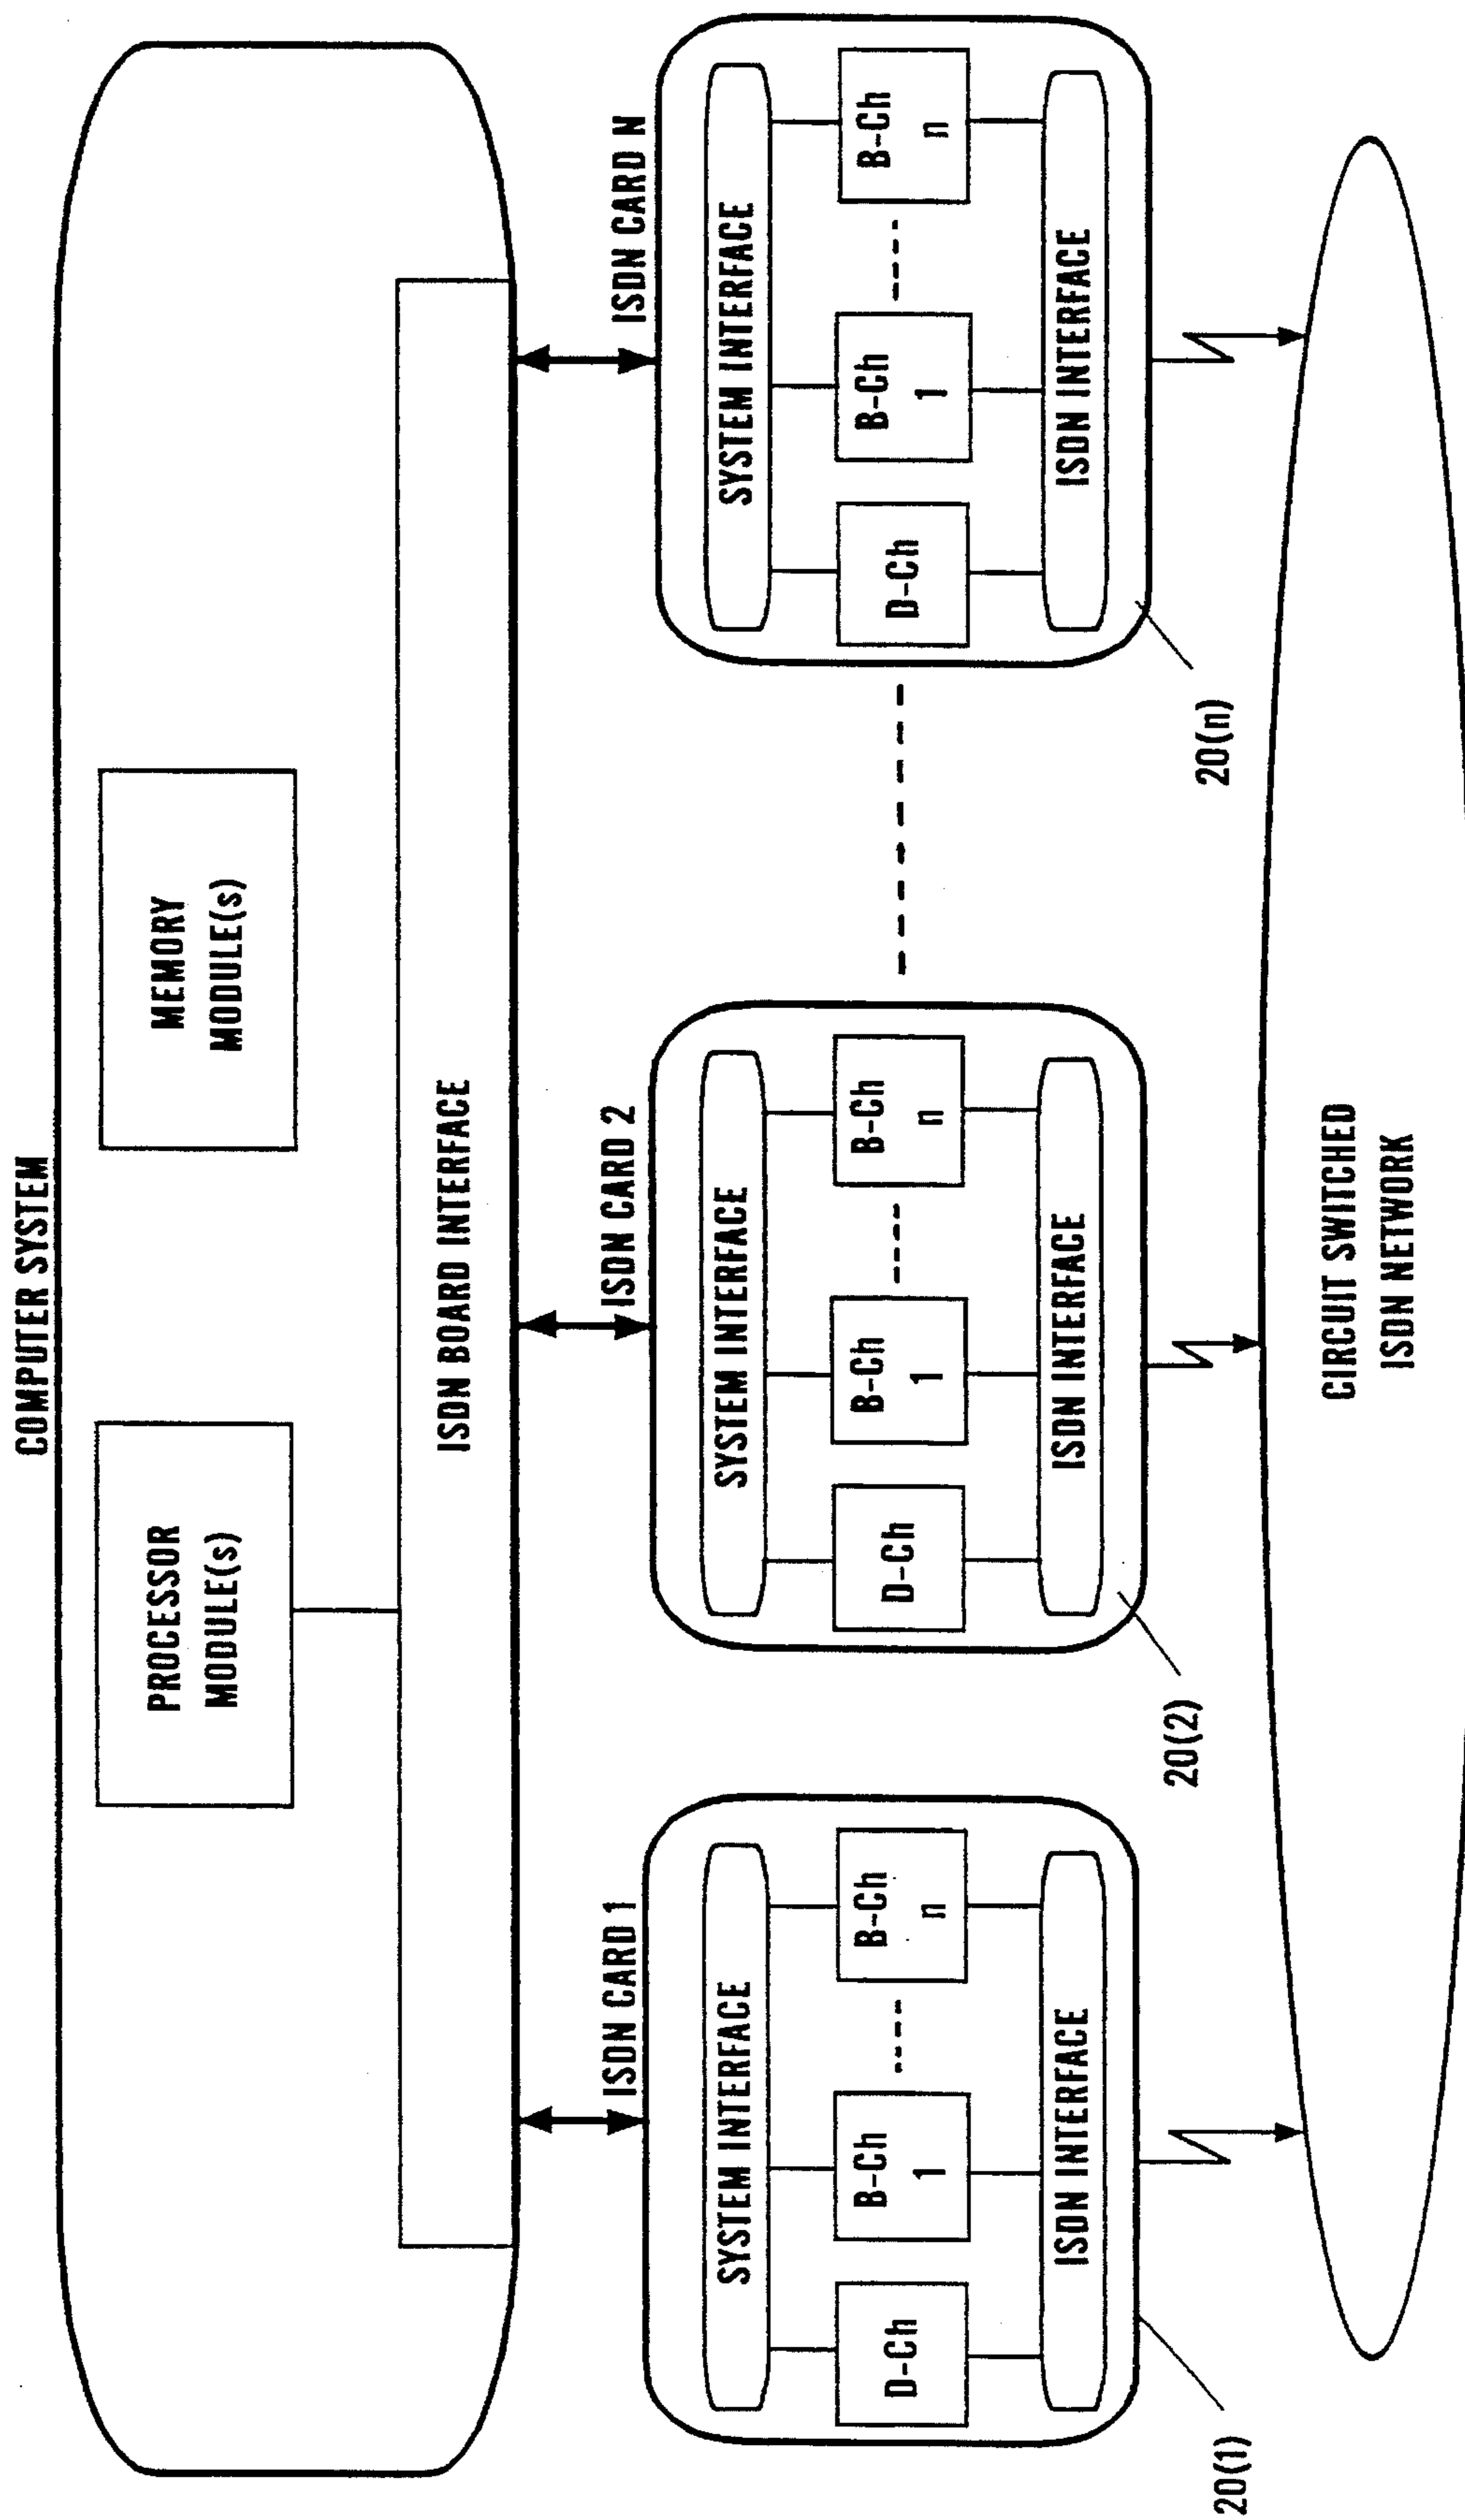 COMPUTER SYSTEM
PROCESSOR
MODULE(s)
MEMORY
MODULE(s)
ISDN BOARD INTERFACE
ISDN CARD 1
SYSTEM INTERFACE
D-Ch
B-Ch
1
B-Ch
n
ISDN INTERFACE
20(1)
ISDN CARD 2
SYSTEM INTERFACE
D-Ch
B-Ch
1
B-Ch
n
ISDN INTERFACE
20(2)
ISDN CARD N
SYSTEM INTERFACE
D-Ch
B-Ch
1
B-Ch
n
ISDN INTERFACE
20(n)
CIRCUIT SWITCHED
ISDN NETWORK